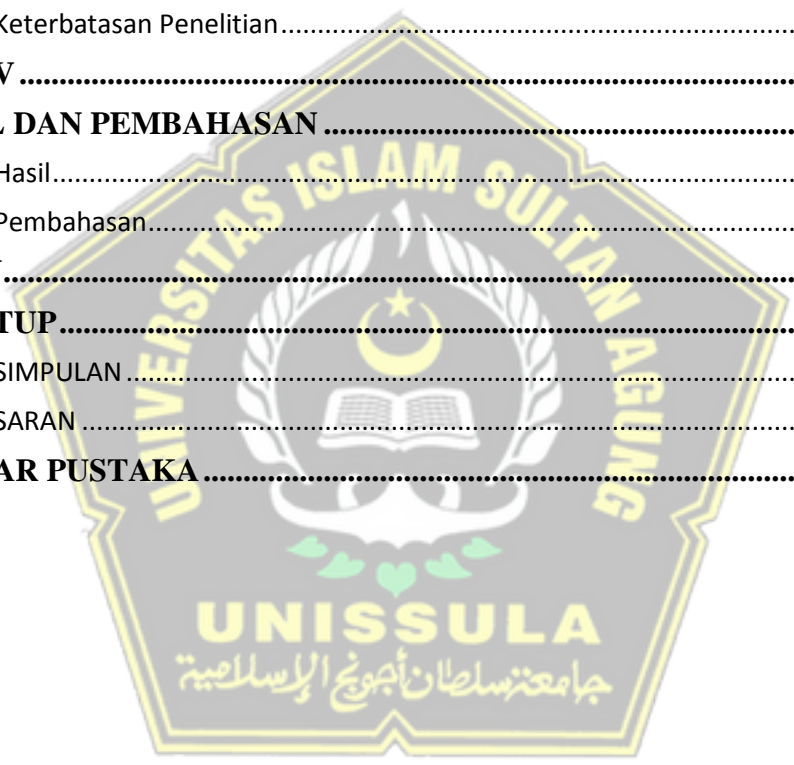 Keterbatasan Penelitian
V
L DAN PEMBAHASAN
Hasil
Pembahasan
TUP
SIMPULAN
SARAN
AR PUSTAKA
UNIVERSITAS ISLAM SULTAN AGUNG
UNISSULA
جامعة سلطان أجونج الإسلامية